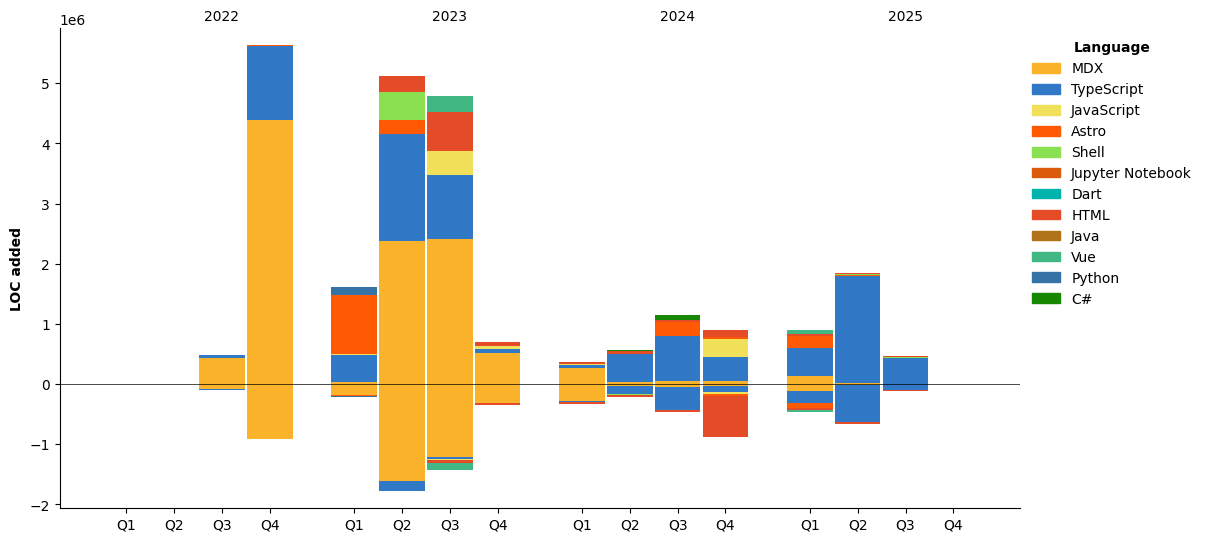 2022 2023 2024 2025
1e6
5
4
3
2
1
0
−1
−2
LOC added
Q1 Q2 Q3 Q4 Q1 Q2 Q3 Q4 Q1 Q2 Q3 Q4 Q1 Q2 Q3 Q4
Language
MDX
TypeScript
JavaScript
Astro
Shell
Jupyter Notebook
Dart
HTML
Java
Vue
Python
C#